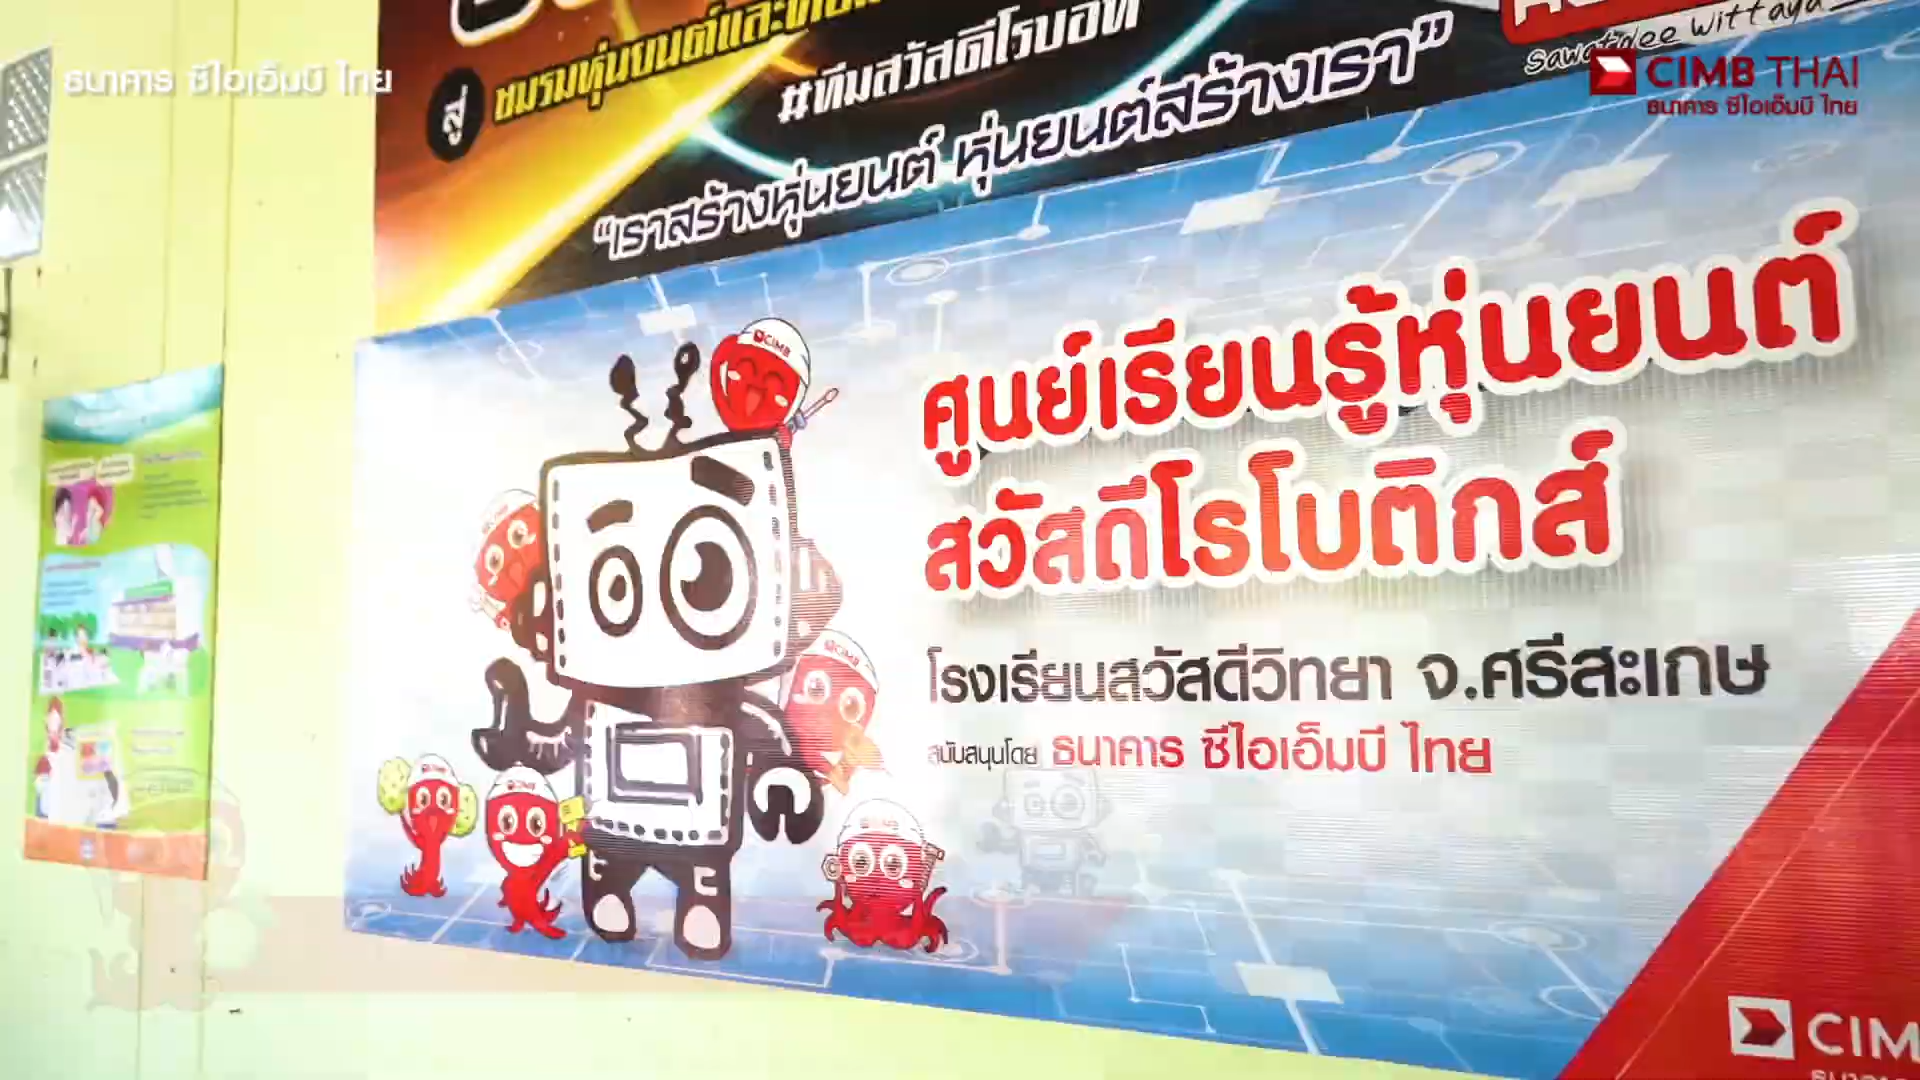 ธนาคาร ซีไอเอ็มบี ไทย
CIMB THAI
ธนาคาร ซีไอเอ็มบี ไทย
Sawatdee Wittaya
สู่ ชมรมหุ่นยนต์และ
#ทีมสวัสดีโรบอท
“เราสร้างหุ่นยนต์ หุ่นยนต์สร้างเรา”
ศูนย์เรียนรู้หุ่นยนต์
สวัสดีโรโบติกส์
โรงเรียนสวัสดีวิทยา จ.ศรีสะเกษ
สนับสนุนโดย ธนาคาร ซีไอเอ็มบี ไทย
CIMB
CIMB
CIMB
CIMB
CIMB
CIM